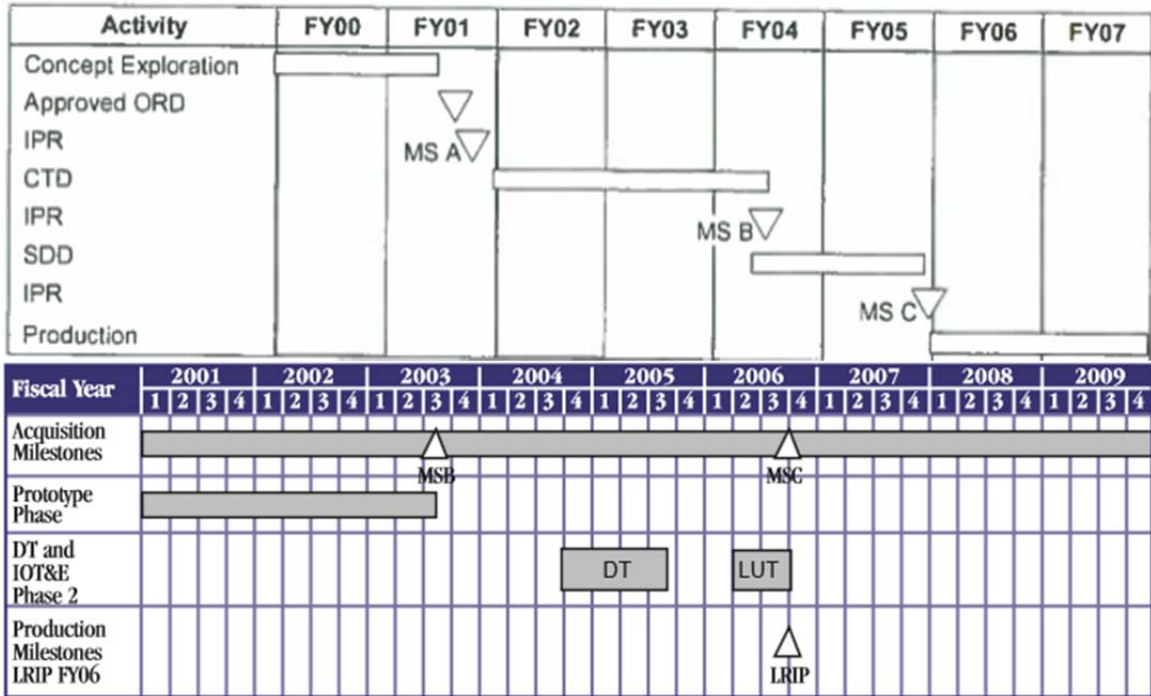 Activity FY00 FY01 FY02 FY03 FY04 FY05 FY06 FY07
Concept Exploration
Approved ORD
IPR MS A
CTD
IPR MS B
SDD
IPR MS C
Production
Fiscal Year 2001 2002 2003 2004 2005 2006 2007 2008 2009
1 2 3 4 1 2 3 4 1 2 3 4 1 2 3 4 1 2 3 4 1 2 3 4 1 2 3 4 1 2 3 4 1 2 3 4
Acquisition
Milestones
MSB MSC
Prototype
Phase
DT and
IOT&E
Phase 2
DT LUT
Production
Milestones
LRIP FY06
LRIP